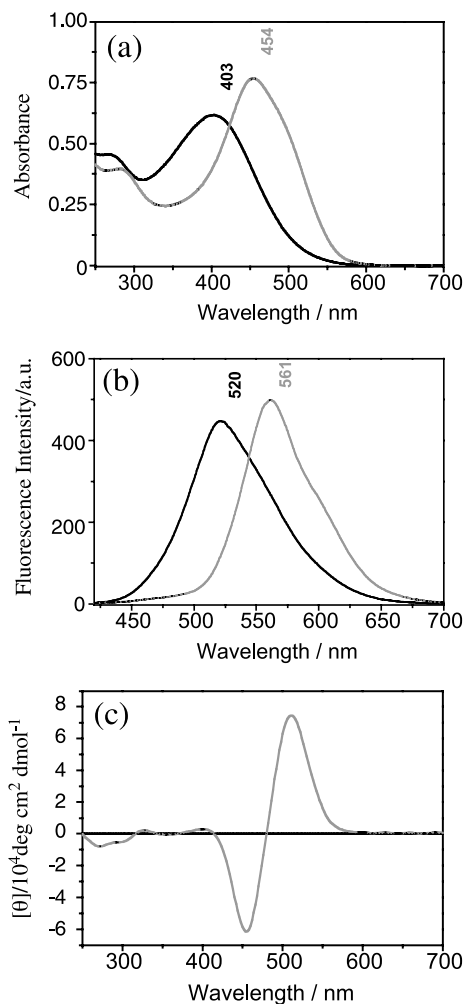 (a)
403
454
1.00
0.75
0.50
0.25
0
Absorbance
300 400 500 600 700
Wavelength / nm
(b)
520
561
600
400
200
0
Fluorescence Intensity/a.u.
450 500 550 600 650 700
Wavelength / nm
(c)
8
6
4
2
0
-2
-4
-6
[θ]/10⁴deg cm² dmol⁻¹
300 400 500 600 700
Wavelength / nm